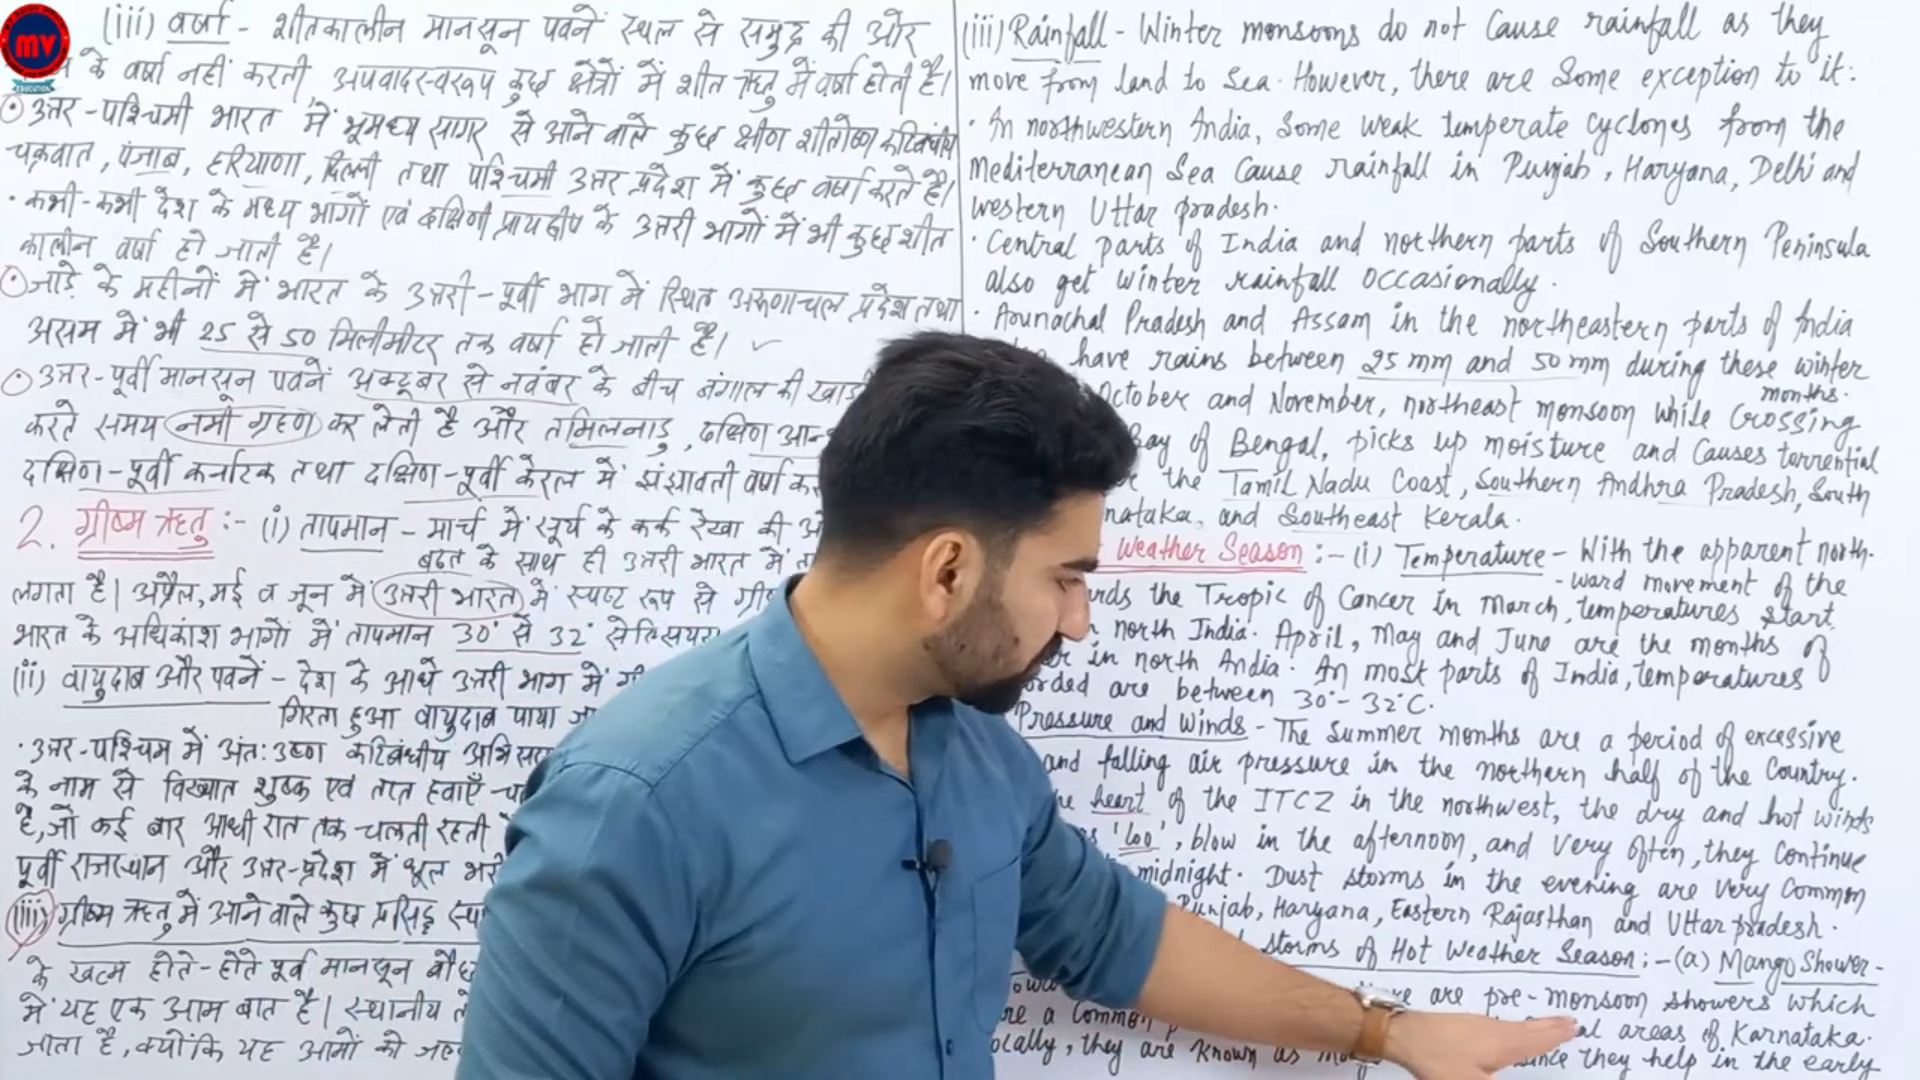 mv
EDUCATION
(iii) वर्षा - शीतकालीन मानसून पवनें स्थल से समुद्र की ओर
के वर्षा नहीं करती अपवादस्वरूप कुछ क्षेत्रों में शीत ऋतु में वर्षा होती है।
उत्तर-पश्चिमी भारत में भूमध्य सागर से आने वाले कुछ क्षीण शीतोष्ण कटिबंधीय
चक्रवात, पंजाब, हरियाणा, दिल्ली तथा पश्चिमी उत्तर प्रदेश में कुछ वर्षा करते है।
· कभी-कभी देश के मध्य भागों एवं दक्षिणी प्रायद्वीप के उत्तरी भागों में भी कुछ शीत
कालीन वर्षा हो जाती है।
जाड़े के महीनों में भारत के उत्तरी-पूर्वी भाग में स्थित अरुणाचल प्रदेश तथा
असम में भी 25 से 50 मिलीमीटर तक वर्षा हो जाती है।
उत्तर-पूर्वी मानसून पवनें अक्टूबर से नवंबर के बीच बंगाल की
करते समय नमी ग्रहण कर लेती है और तमिलनाडु, दक्षिण
दक्षिण-पूर्वी कर्नाटक तथा दक्षिण-पूर्वी केरल में झंझावाती वर्षा
2. ग्रीष्म ऋतु :- (i) तापमान - मार्च में सूर्य के कर्क रेखा की
बढ़त के साथ ही उत्तरी भारत में
लगता है। अप्रैल, मई व जून में उत्तरी भारत में स्पष्ट रूप से
भारत के अधिकांश भागों में तापमान 30° से 32°
(ii) वायुदाब और पवनें - देश के आधे उत्तरी भाग में
गिरता हुआ वायुदाब पाया
· उत्तर-पश्चिम में अंत: उष्ण कटिबंधीय
के नाम से विख्यात शुष्क एवं तप्त हवाएँ
है, जो कई बार आधी रात तक चलती रहती
पूर्वी राजस्थान और उत्तर-प्रदेश में धूल
(iii) ग्रीष्म ऋतु में आने वाले कुछ प्रसिद्ध
के खत्म होते-होते पूर्व मानसून
में यह एक आम बात है। स्थानीय
जाता है, क्योंकि यह आमों को
(iii) Rainfall - Winter monsoons do not Cause rainfall as they
move from land to Sea. However, there are Some exception to it:
· In northwestern India, Some weak temperate cyclones from the
Mediterranean Sea Cause rainfall in Punjab, Haryana, Delhi and
western Uttar pradesh.
· Central parts of India and northern parts of Southern Peninsula
also get winter rainfall occasionally.
· Arunachal Pradesh and Assam in the northeastern parts of India
have rains between 25 mm and 50 mm during these winter
months.
October and November, northeast monsoon while Crossing
Bay of Bengal, picks up moisture and Causes torrential
the Tamil Nadu Coast, Southern Andhra Pradesh, South
and Southeast Kerala.
Weather Season :- (i) Temperature - With the apparent north-
-ward movement of the
the Tropic of Cancer in March, temperatures start
north India. April, May and June are the months of
in north India. In most parts of India, temperatures
are between 30°- 32°C.
Pressure and winds - The Summer months are a period of excessive
and falling air pressure in the northern half of the Country.
heart of the ITCZ in the northwest, the dry and hot winds
'Loo', blow in the afternoon, and very often, they Continue
midnight. Dust storms in the evening are very Common
Punjab, Haryana, Eastern Rajasthan and Uttar pradesh.
storms of Hot Weather Season :- (a) Mango Shower -
are pre-monsoon showers which
a Common
areas of Karnataka.
they are known as
they help in the early